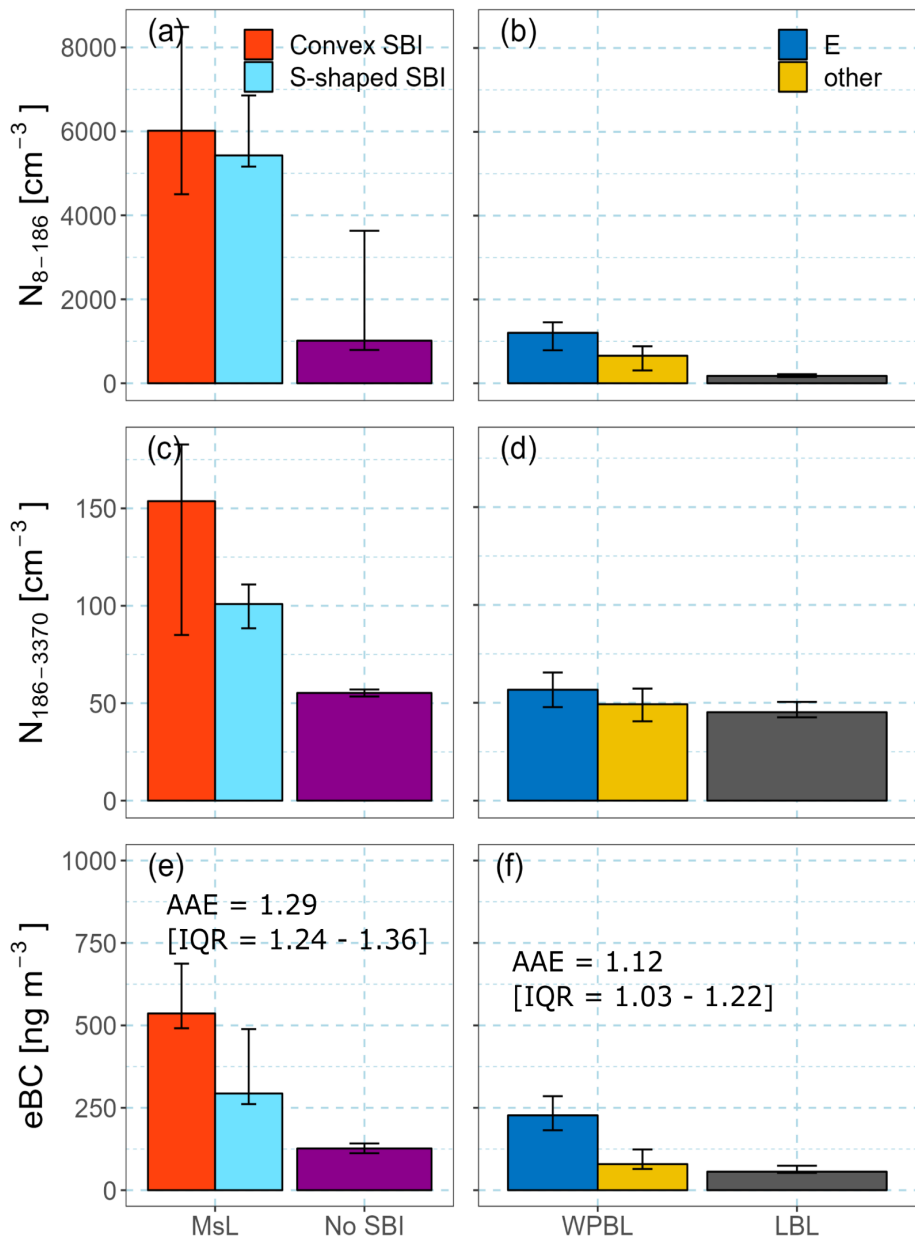 (a)
Convex SBI
S-shaped SBI
(b)
E
other
N8−186 [cm−3 ]
8000
6000
4000
2000
0
(c)
(d)
N186−3370 [cm−3 ]
150
100
50
0
(e)
AAE = 1.29
[IQR = 1.24 - 1.36]
(f)
AAE = 1.12
[IQR = 1.03 - 1.22]
eBC [ng m−3 ]
1000
750
500
250
0
MsL
No SBI
WPBL
LBL